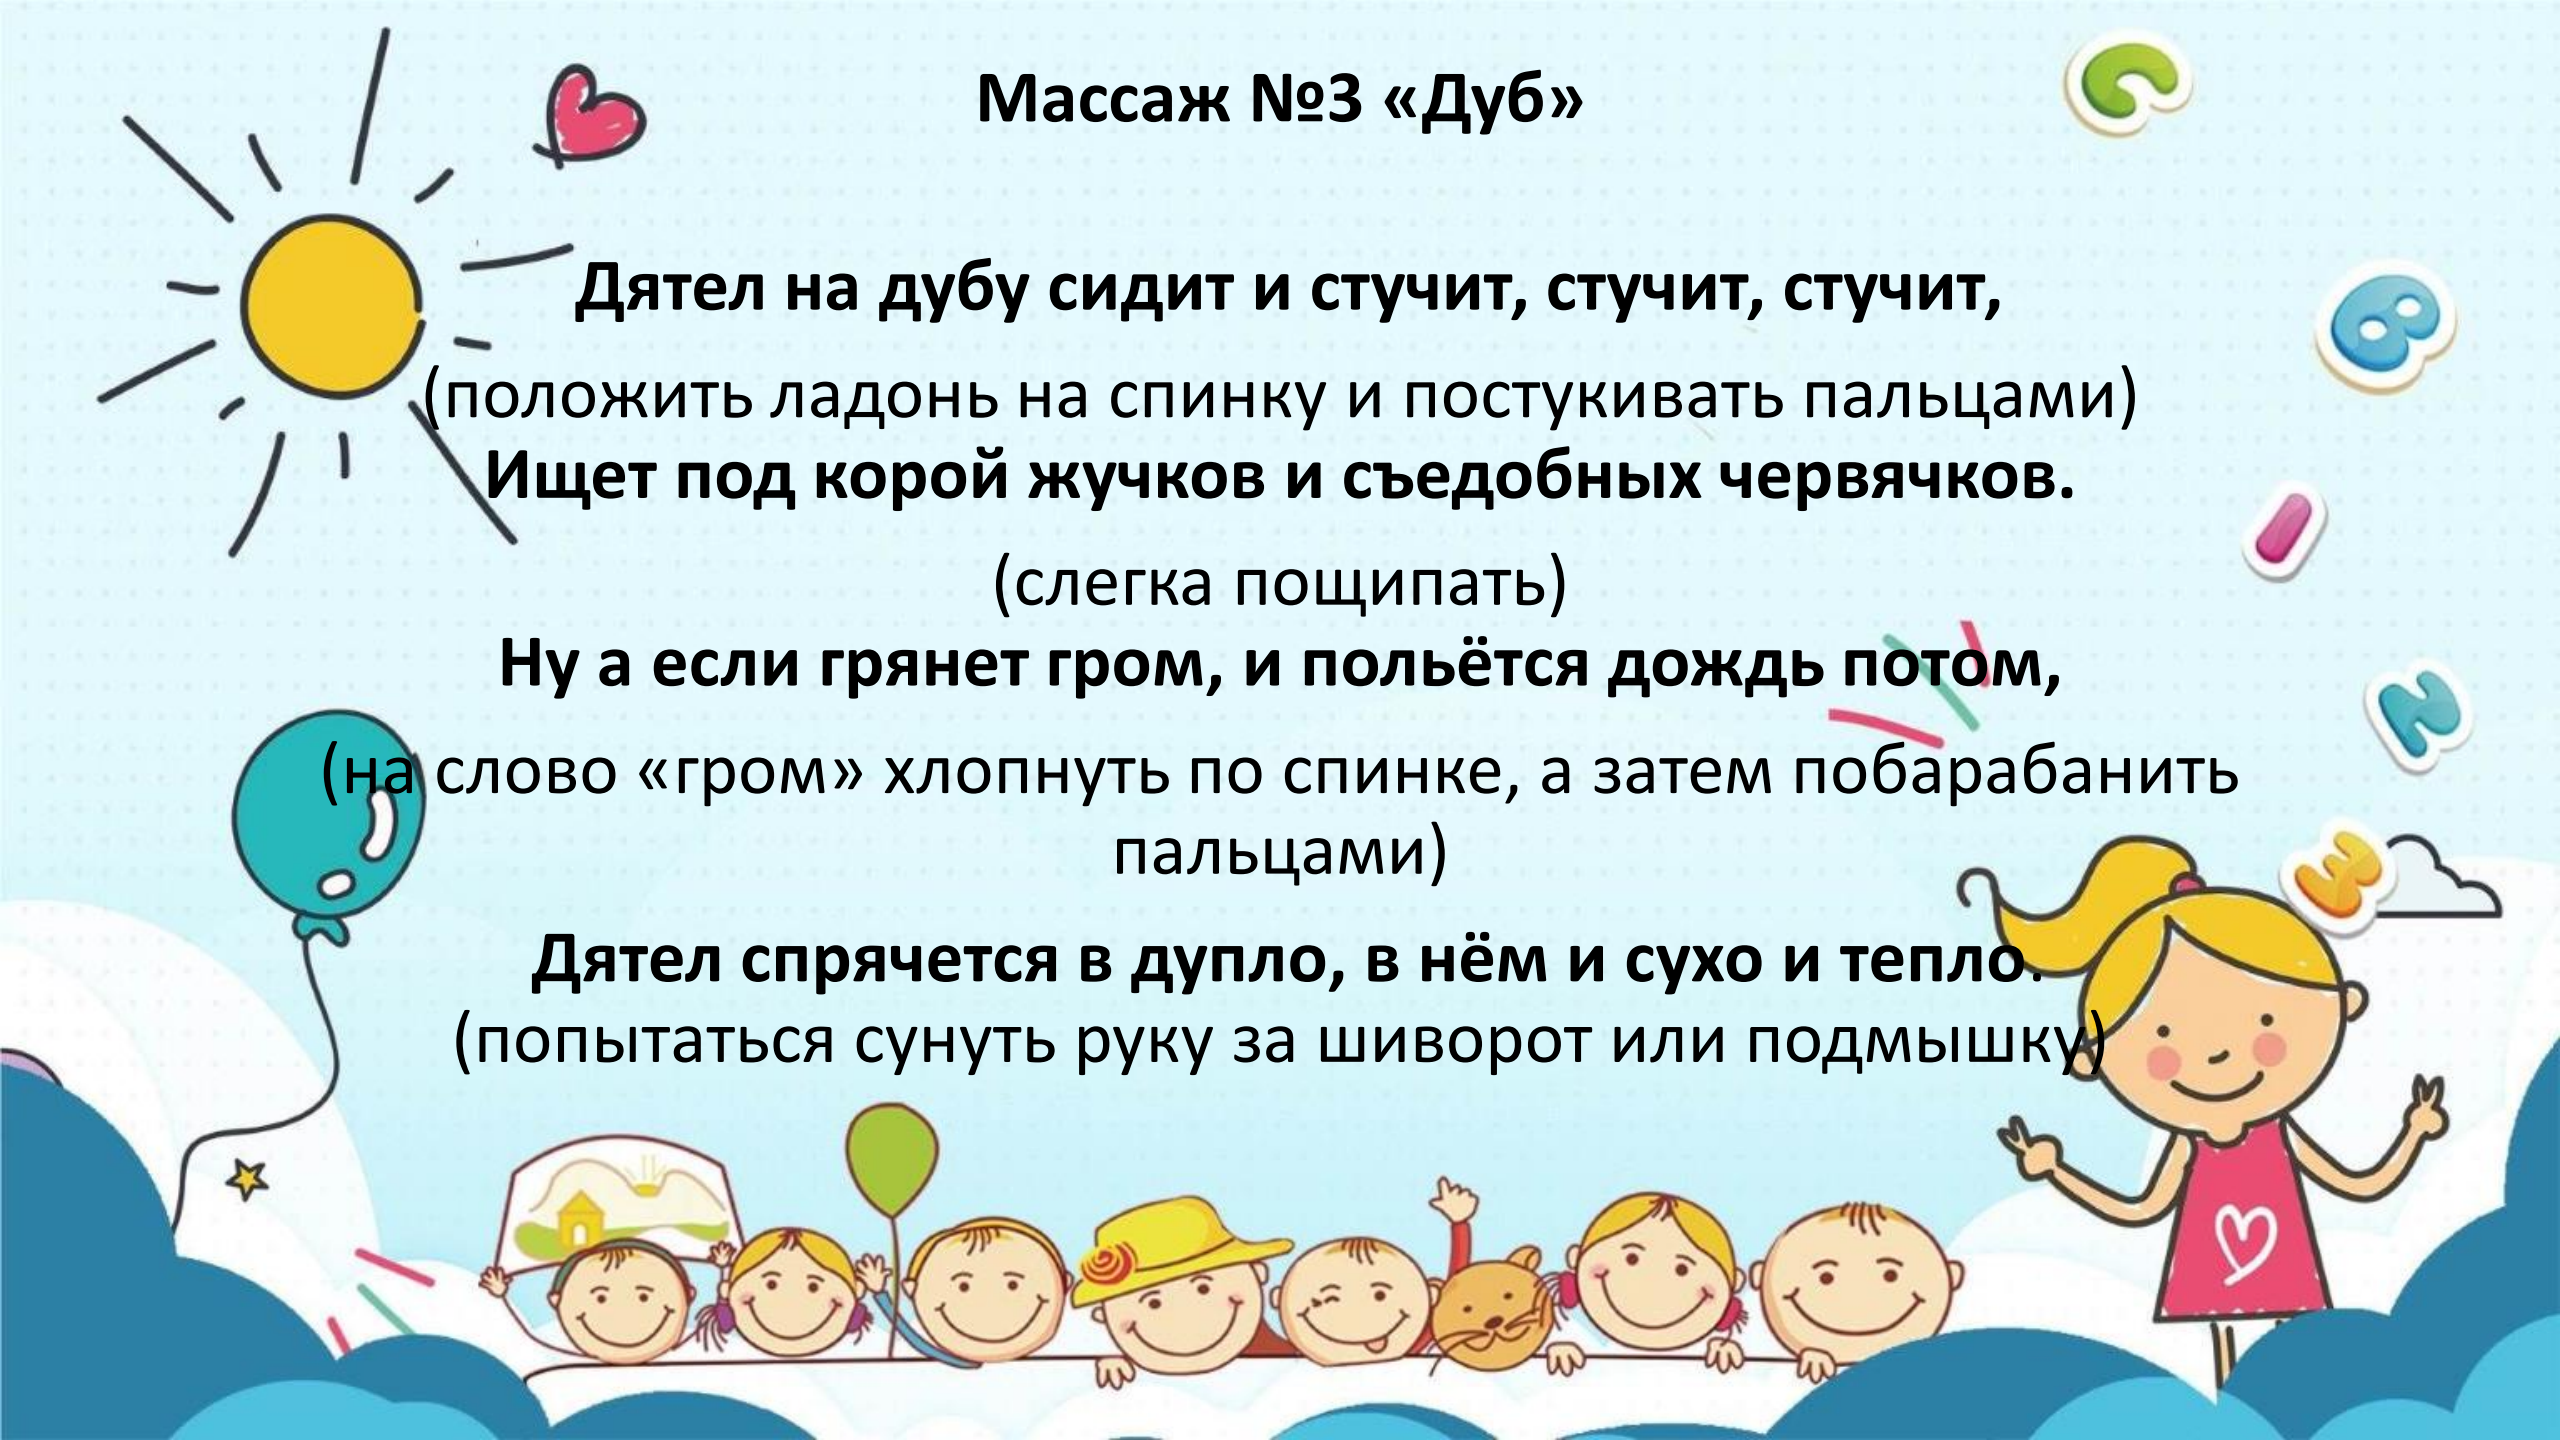 Массаж №3 «Дуб»
Дятел на дубу сидит и стучит, стучит, стучит,
(положить ладонь на спинку и постукивать пальцами)
Ищет под корой жучков и съедобных червячков.
(слегка пощипать)
Ну а если грянет гром, и польётся дождь потом,
(на слово «гром» хлопнуть по спинке, а затем побарабанить
пальцами)
Дятел спрячется в дупло, в нём и сухо и тепло.
(попытаться сунуть руку за шиворот или подмышку)